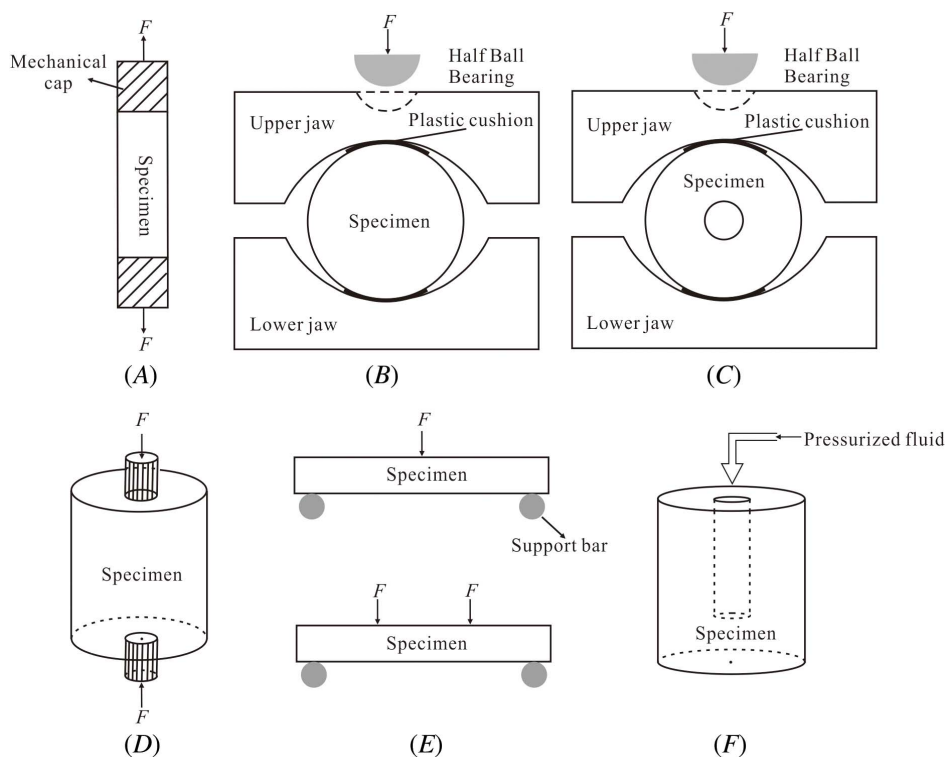 F
Mechanical
cap
Specimen
F
(A)
F
Half Ball
Bearing
Upper jaw
Plastic cushion
Specimen
Lower jaw
(B)
F
Half Ball
Bearing
Upper jaw
Plastic cushion
Specimen
Lower jaw
(C)
F
Specimen
F
(D)
F
Specimen
Support bar
F F
Specimen
(E)
Pressurized fluid
Specimen
(F)